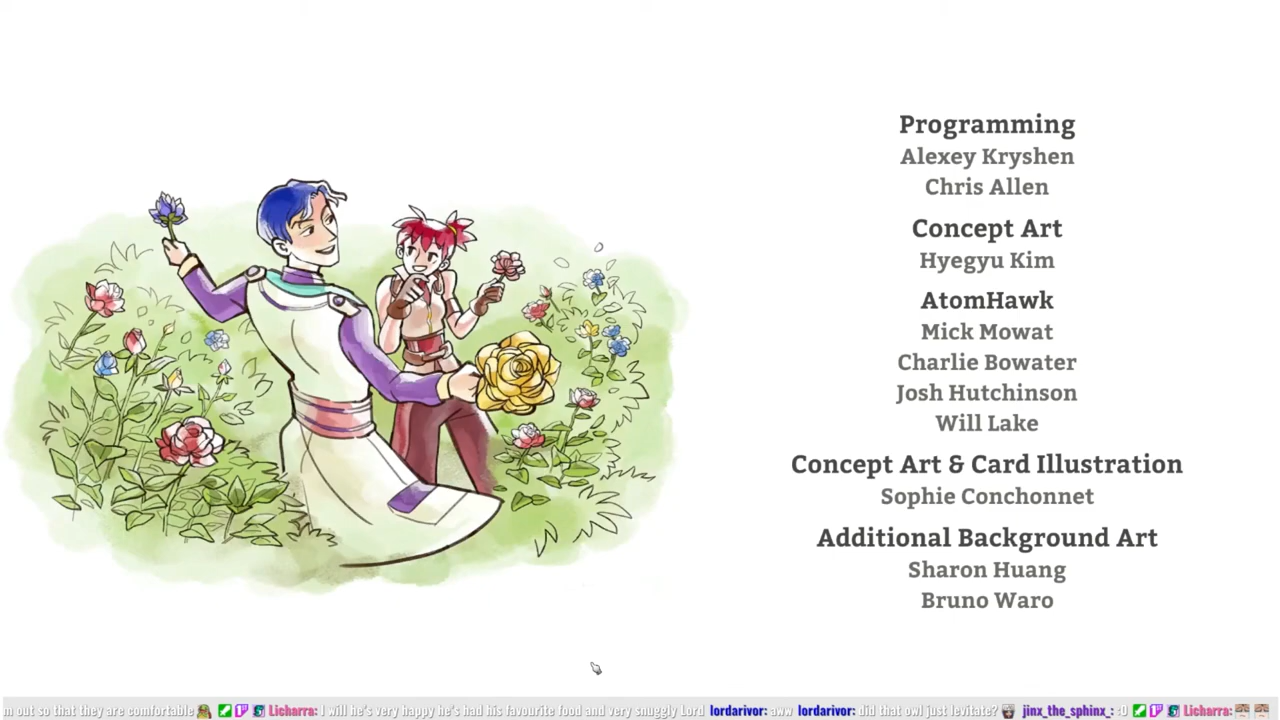 Programming
Alexey Kryshen
Chris Allen
Concept Art
Hyegyu Kim
AtomHawk
Mick Mowat
Charlie Bowater
Josh Hutchinson
Will Lake
Concept Art & Card Illustration
Sophie Conchonnet
Additional Background Art
Sharon Huang
Bruno Waro
m out so that they are comfortable Licharra: I will he's very happy he's had his favourite food and very snuggly Lord lordarivor: aww lordarivor: did that owl just levitate? jinx_the_sphinx_: :O Licharra: